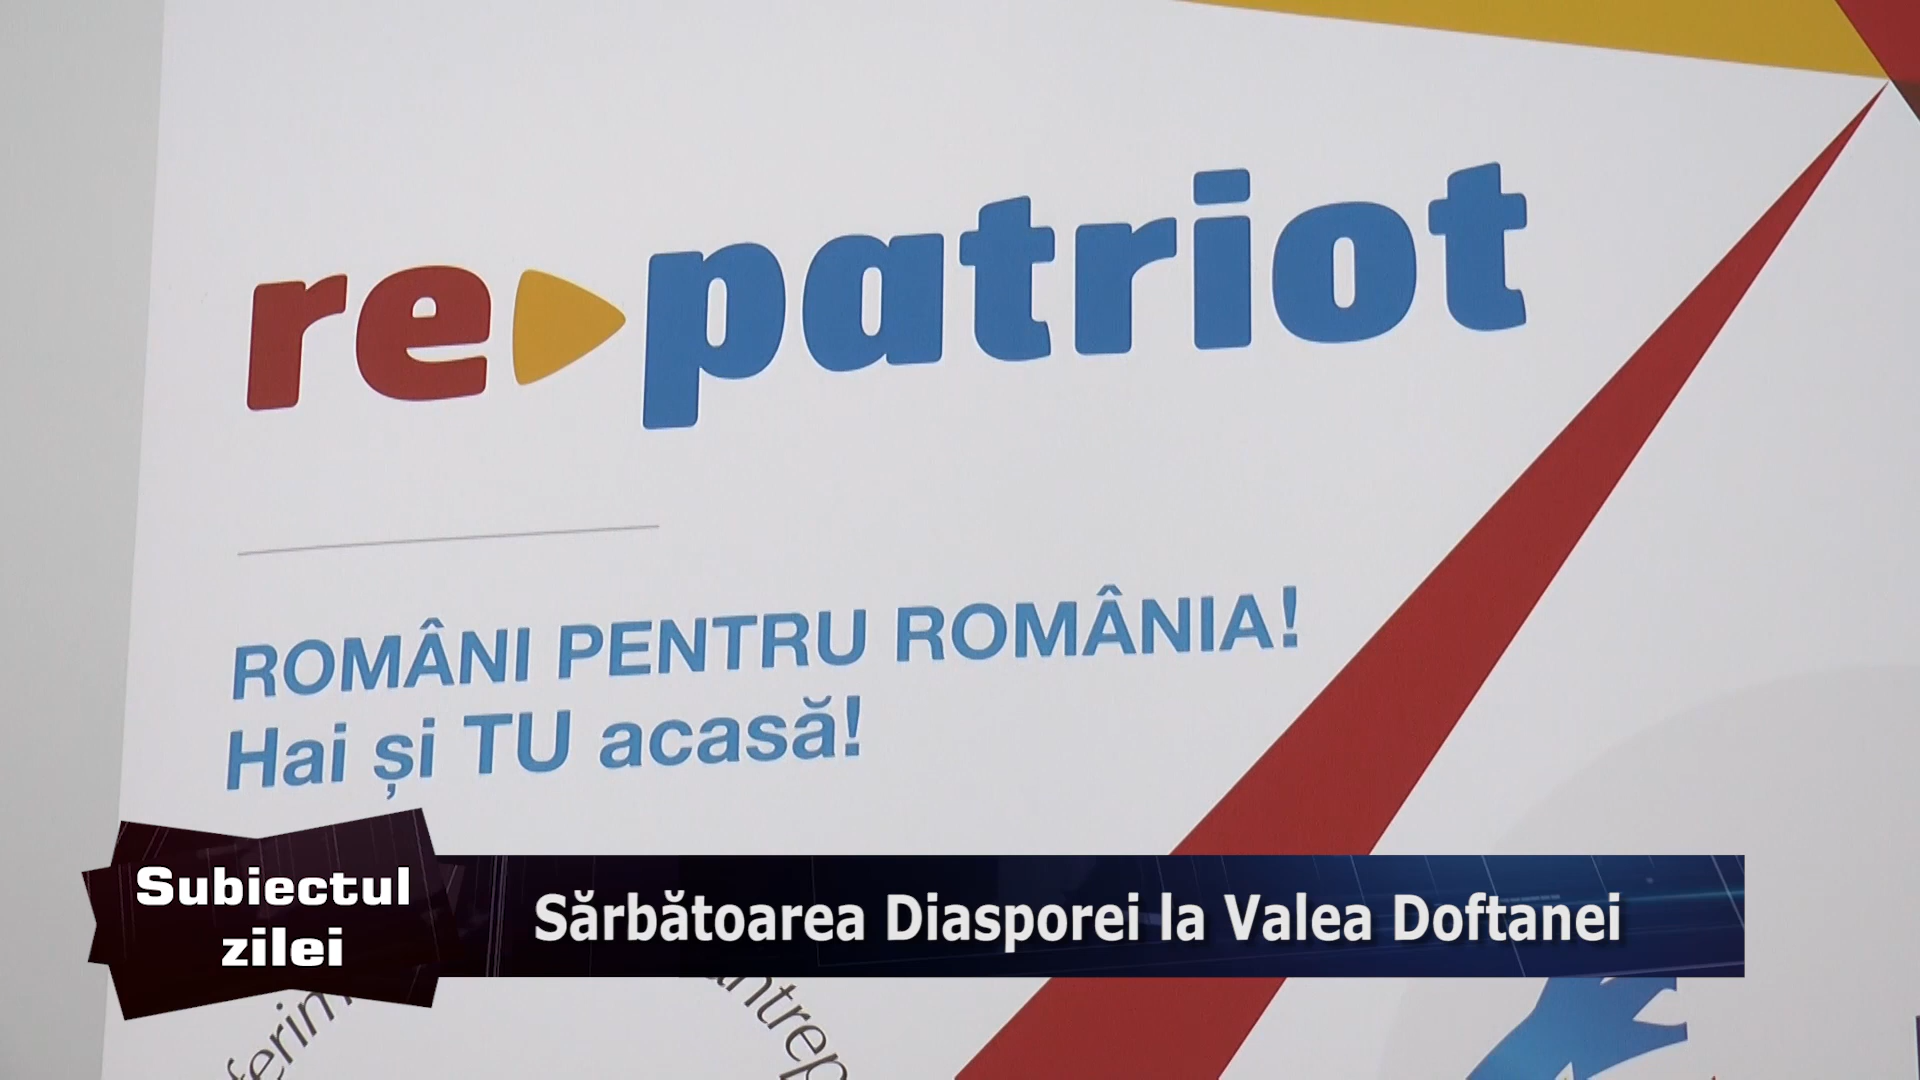 re patriot
ROMÂNI PENTRU ROMÂNIA!
Hai și TU acasă!
Subiectul
zilei
Sărbătoarea Diasporei la Valea Doftanei